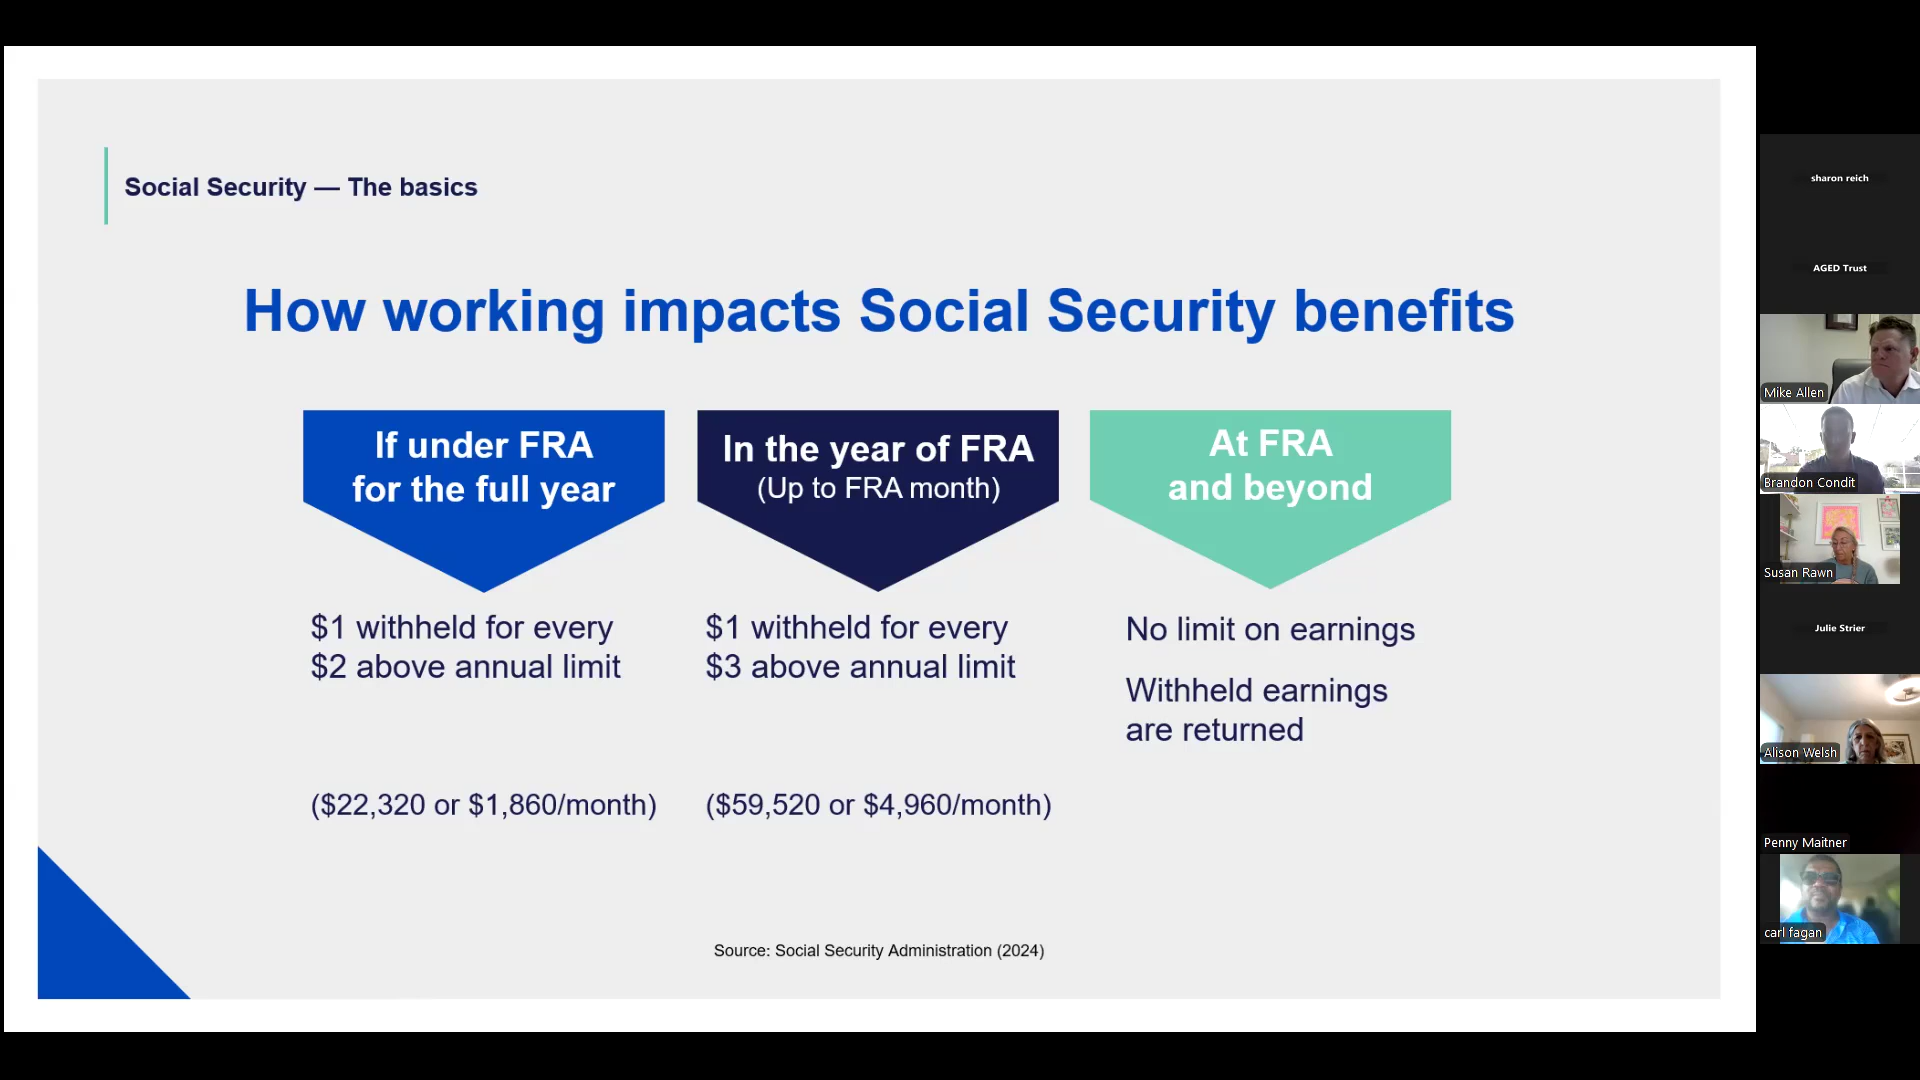 Social Security — The basics
How working impacts Social Security benefits
If under FRA
for the full year
$1 withheld for every
$2 above annual limit
($22,320 or $1,860/month)
In the year of FRA
(Up to FRA month)
$1 withheld for every
$3 above annual limit
($59,520 or $4,960/month)
At FRA
and beyond
No limit on earnings
Withheld earnings
are returned
Source: Social Security Administration (2024)
sharon reich
AGED Trust
Mike Allen
Brandon Condit
Susan Rawn
Julie Strier
Alison Welsh
Penny Maitner
carl fagan